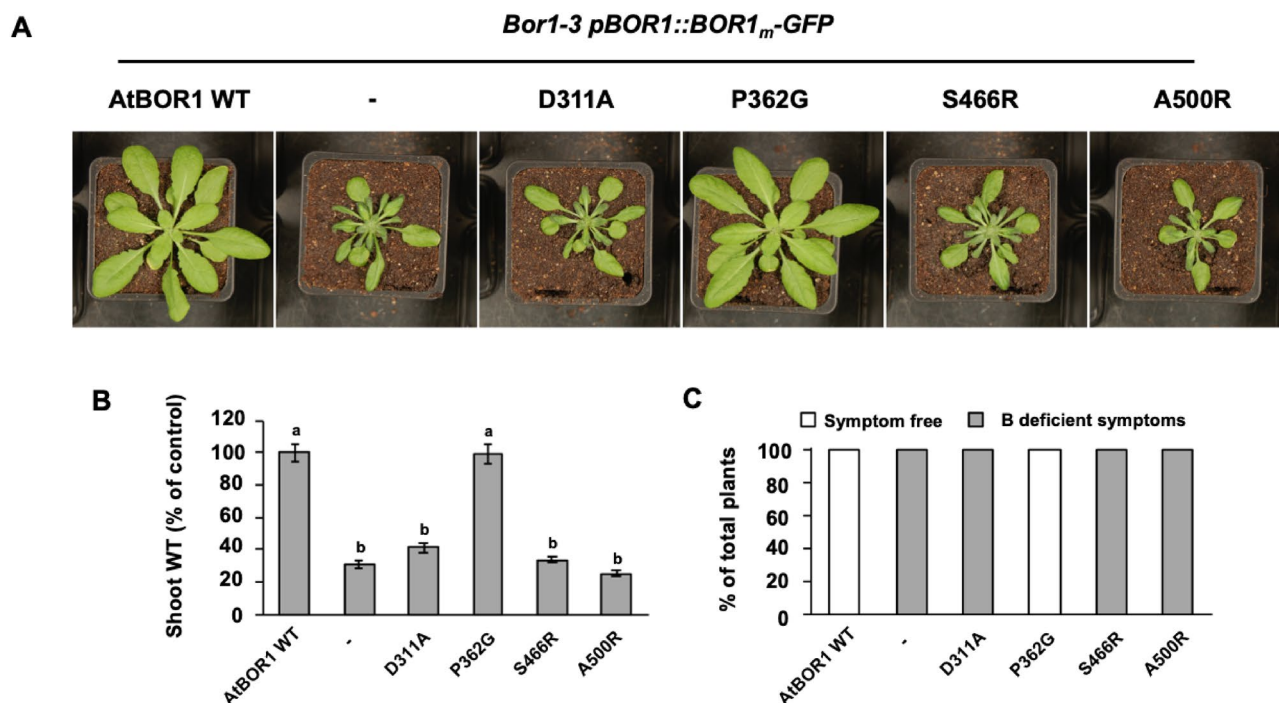 A
Bor1-3 pBOR1::BOR1m-GFP
AtBOR1 WT - D311A P362G S466R A500R
B
Shoot WT (% of control)
120
100
80
60
40
20
0
a
b
b
a
b
b
AtBOR1 WT
-
D311A
P362G
S466R
A500R
C
Symptom free B deficient symptoms
% of total plants
100
80
60
40
20
0
AtBOR1 WT
-
D311A
P362G
S466R
A500R